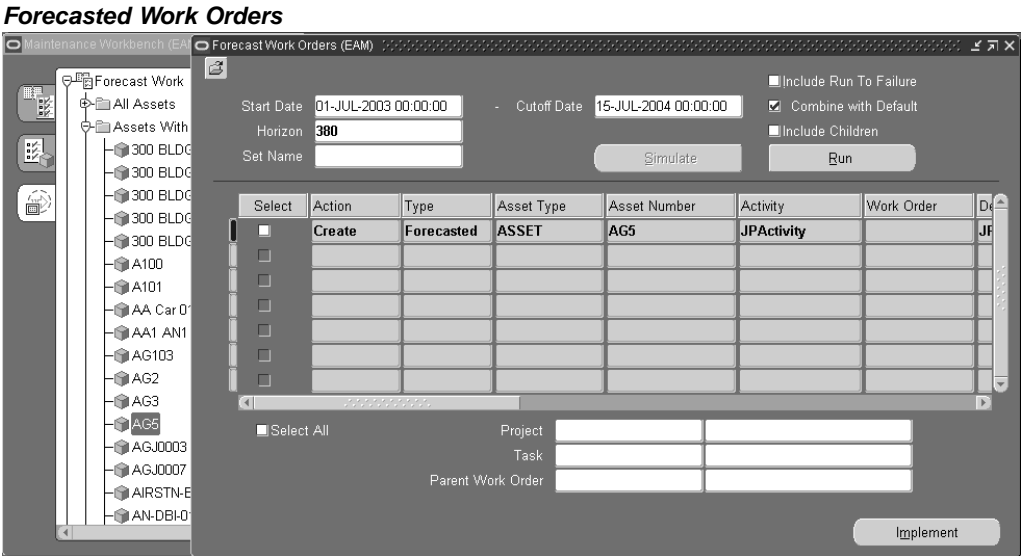 Forecasted Work Orders
Maintenance Workbench (EA
Forecast Work Orders (EAM)
Forecast Work
All Assets
Assets With
300 BLDG
300 BLDG
300 BLDG
300 BLDG
300 BLDG
A100
A101
AA Car 0
AA1 AN1
AG103
AG2
AG3
AG5
AGJ0003
AGJ0007
AIRSTN-E
AN-DBI-0
Start Date 01-JUL-2003 00:00:00 - Cutoff Date 15-JUL-2004 00:00:00
Horizon 380
Set Name
Include Run To Failure
Combine with Default
Include Children
Simulate Run
Select Action Type Asset Type Asset Number Activity Work Order De
Create Forecasted ASSET AG5 JPActivity JP
Select All
Project
Task
Parent Work Order
Implement